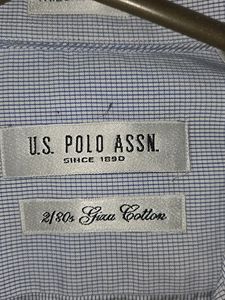 U.S. POLO ASSN.
SINCE 1890
2/80s Giza Cotton